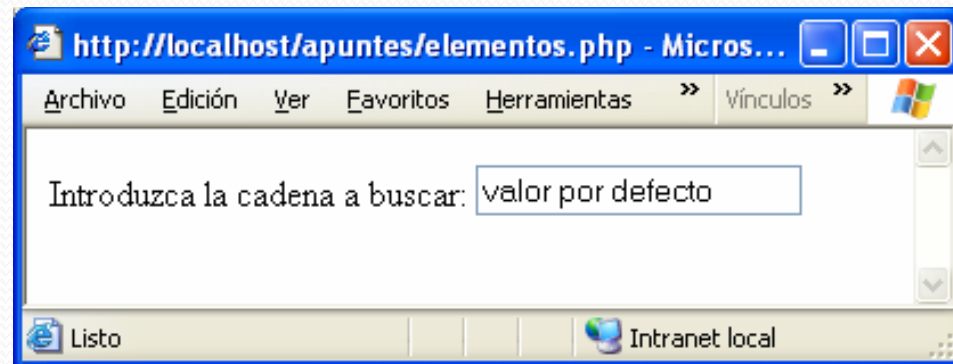 http://localhost/apuntes/elementos.php - Micros...
Archivo Edición Ver Favoritos Herramientas » Vínculos »
Introduzca la cadena a buscar: valor por defecto
Listo Intranet local